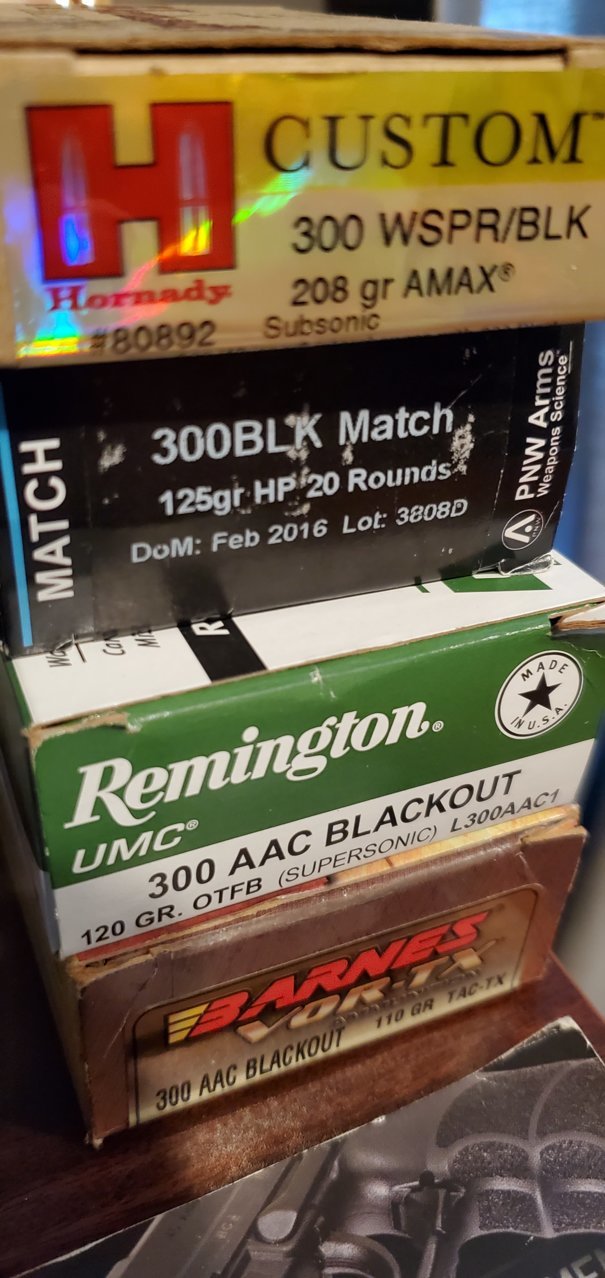 CUSTOM™
300 WSPR/BLK
208 gr AMAX®
Hornady
#80892
Subsonic
MATCH
300BLK Match
125gr HP 20 Rounds
DoM: Feb 2016 Lot: 3808D
PNW Arms
Weapons Science™
MADE
IN U.S.A.
Remington®
UMC®
300 AAC BLACKOUT
120 GR. OTFB (SUPERSONIC) L300AAC1
BARNES
VOR-TX
300 AAC BLACKOUT 110 GR TAC-TX